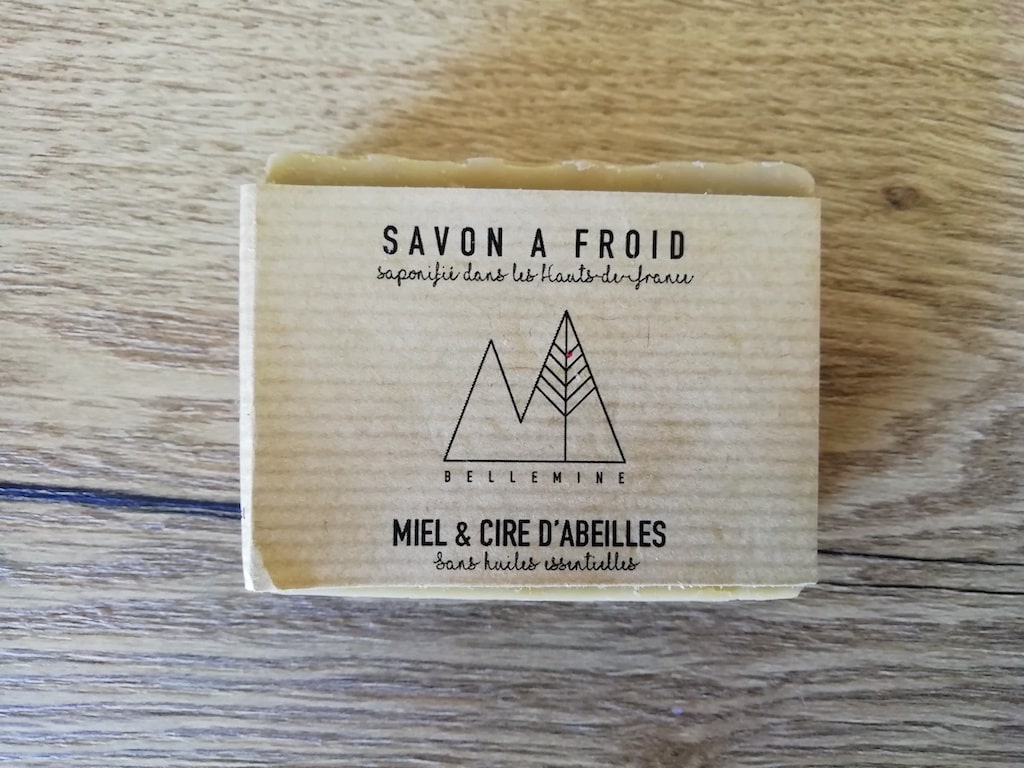 SAVON A FROID
saponifié dans les Hauts-de-france
BELLEMINE
MIEL & CIRE D'ABEILLES
Sans huiles essentielles